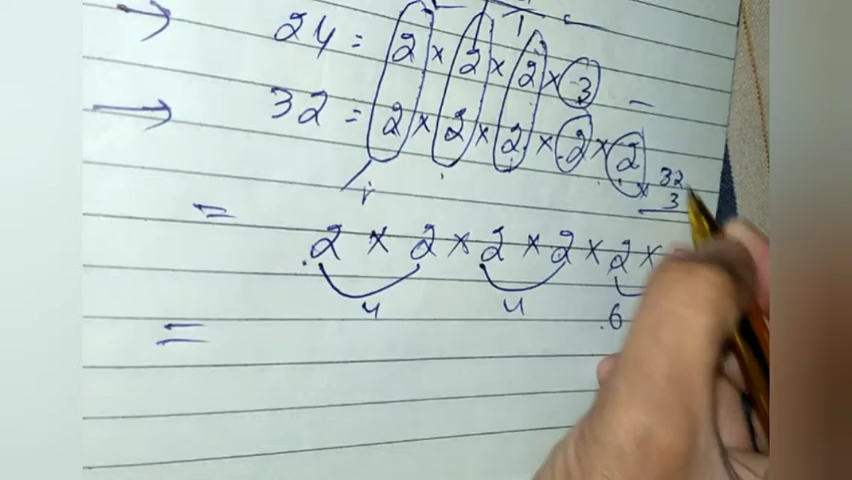 24 = 2 × 2 × 2 × 3
32 = 2 × 2 × 2 × 2 × 2
32
× 3
= 2 × 2 × 2 × 2 × 2 ×
4 4 6
=